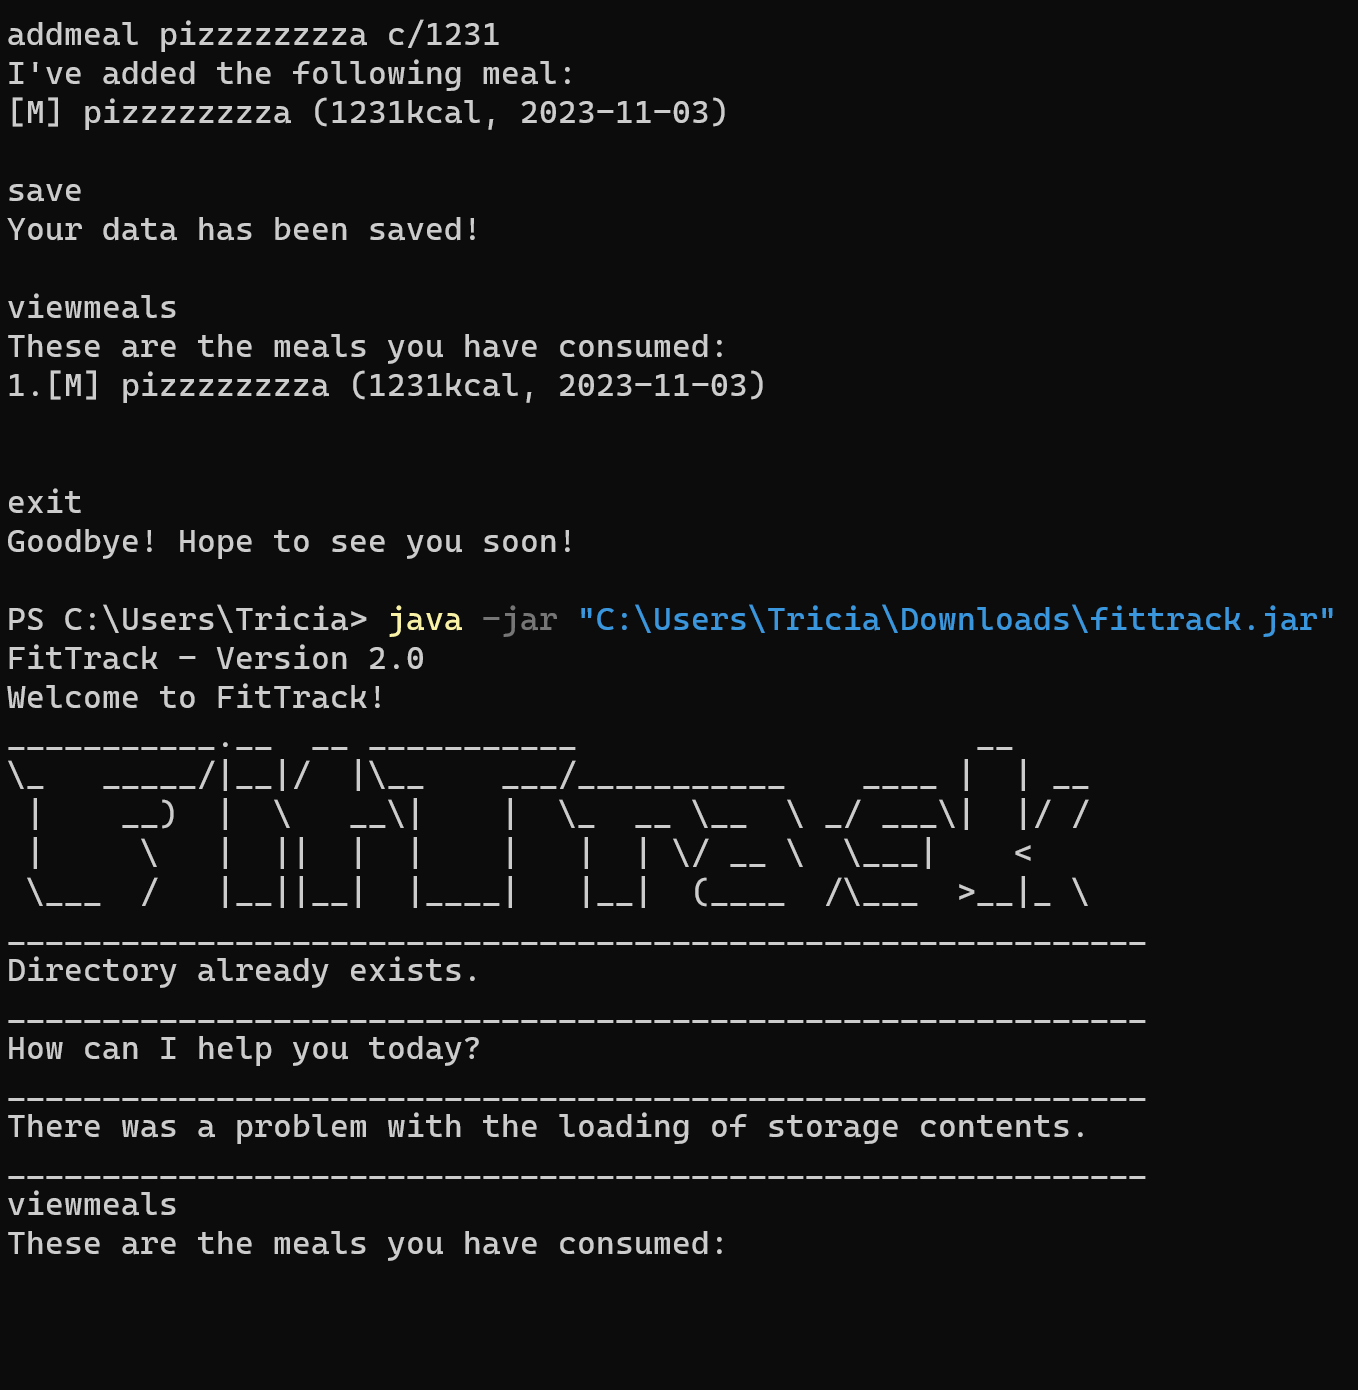 addmeal pizzzzzzzza c/1231
I've added the following meal:
[M] pizzzzzzzza (1231kcal, 2023-11-03)
save
Your data has been saved!
viewmeals
These are the meals you have consumed:
1.[M] pizzzzzzzza (1231kcal, 2023-11-03)
exit
Goodbye! Hope to see you soon!
PS C:\Users\Tricia> java -jar "C:\Users\Tricia\Downloads\fittrack.jar"
FitTrack - Version 2.0
Welcome to FitTrack!
___________.__  __ ___________                     __
\_   _____/|__|/  |\__    ___/___________    ____ |  | __
 |    __)  |  \   __\|    |  \_  __ \__  \ _/ ___\|  |/ /
 |     \   |  ||  |  |    |   |  | \/ __ \  \___|    <
 \___  /   |__||__|  |____|   |__|  (____  /\___  >__|_ \
____________________________________________________________
Directory already exists.
____________________________________________________________
How can I help you today?
____________________________________________________________
There was a problem with the loading of storage contents.
____________________________________________________________
viewmeals
These are the meals you have consumed: